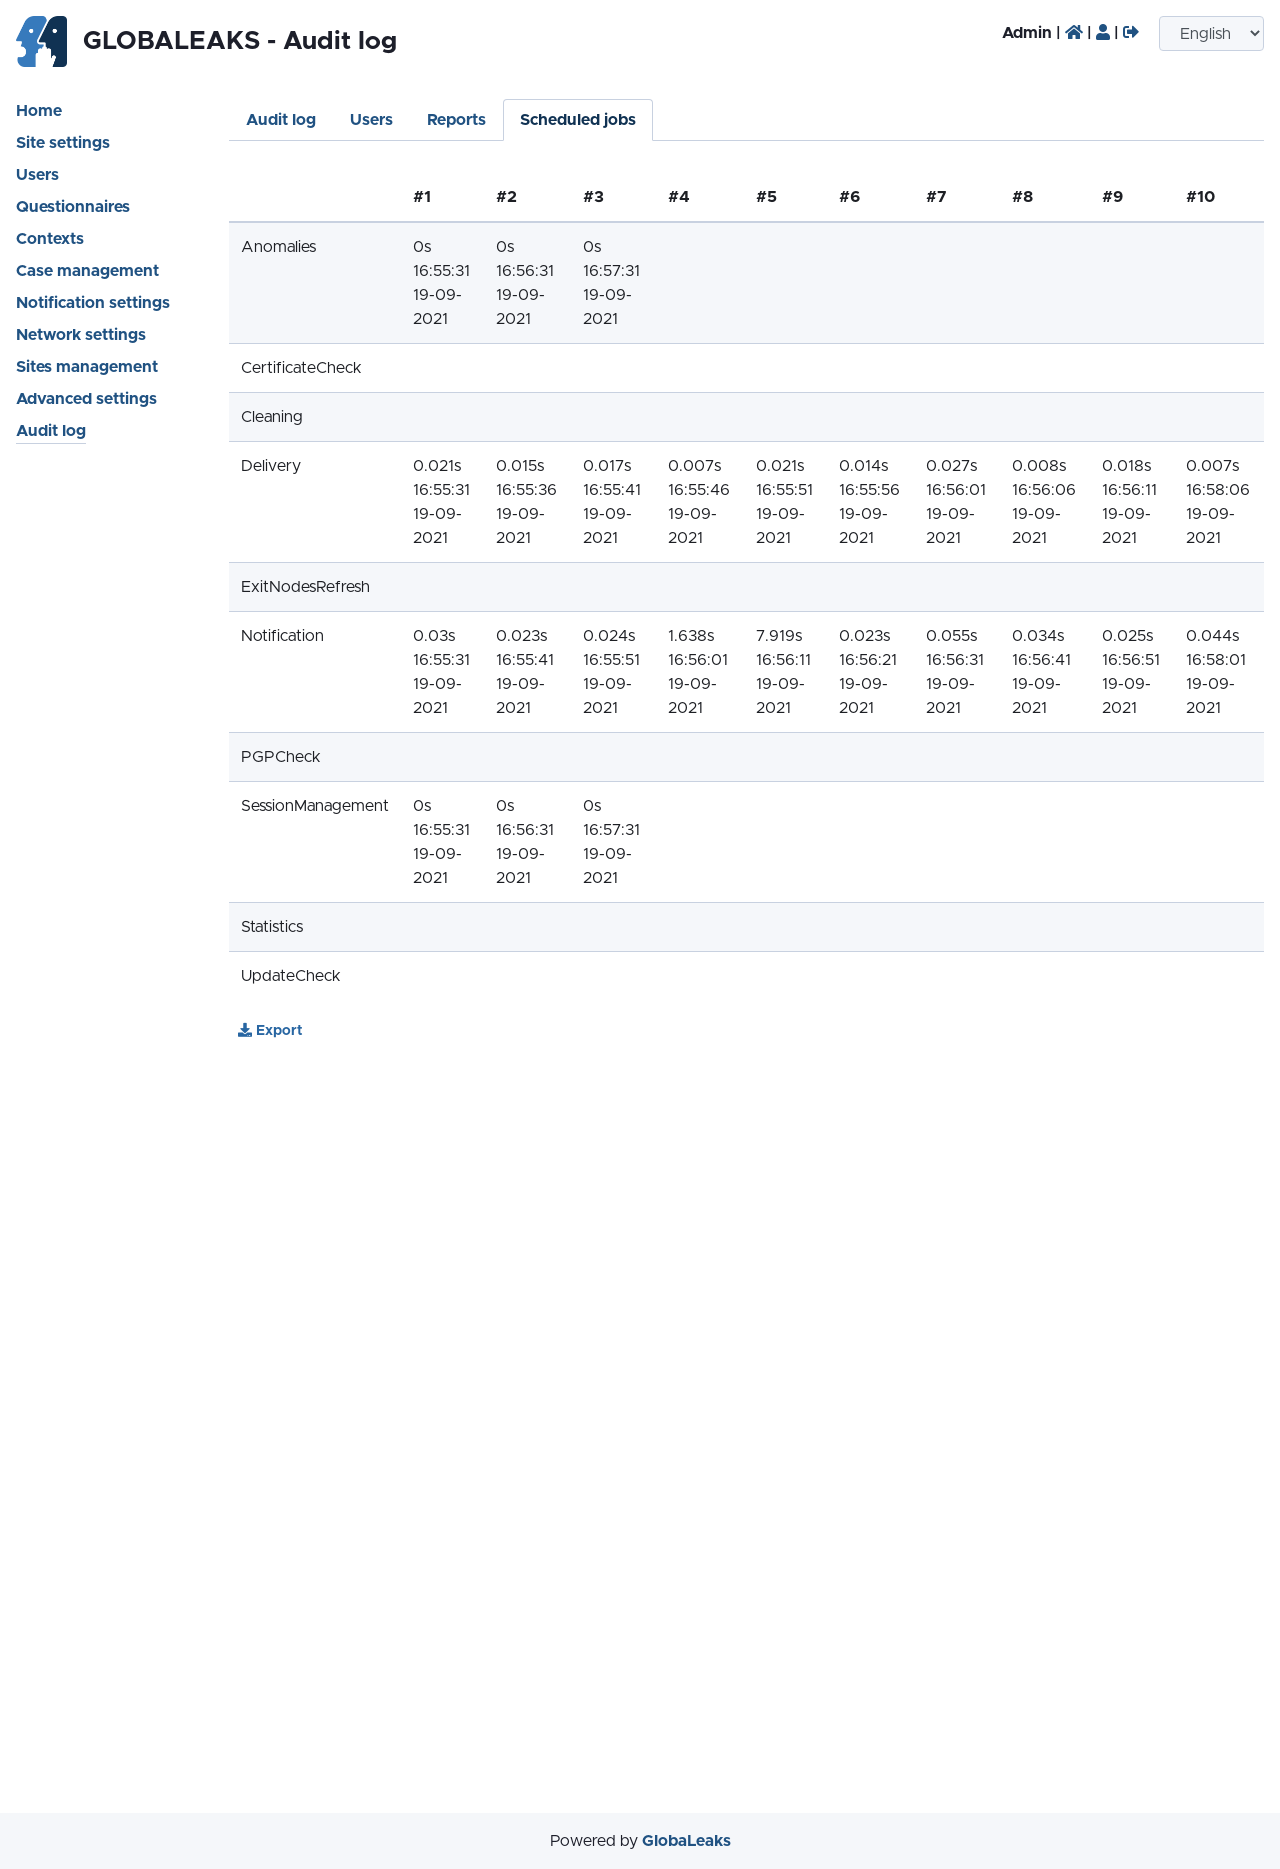 GLOBALEAKS - Audit log
Admin | | |
English
Home
Site settings
Users
Questionnaires
Contexts
Case management
Notification settings
Network settings
Sites management
Advanced settings
Audit log
Audit log Users Reports Scheduled jobs
#1 #2 #3 #4 #5 #6 #7 #8 #9 #10
Anomalies 0s 0s 0s
16:55:31 16:56:31 16:57:31
19-09- 19-09- 19-09-
2021 2021 2021
CertificateCheck
Cleaning
Delivery 0.021s 0.015s 0.017s 0.007s 0.021s 0.014s 0.027s 0.008s 0.018s 0.007s
16:55:31 16:55:36 16:55:41 16:55:46 16:55:51 16:55:56 16:56:01 16:56:06 16:56:11 16:58:06
19-09- 19-09- 19-09- 19-09- 19-09- 19-09- 19-09- 19-09- 19-09- 19-09-
2021 2021 2021 2021 2021 2021 2021 2021 2021 2021
ExitNodesRefresh
Notification 0.03s 0.023s 0.024s 1.638s 7.919s 0.023s 0.055s 0.034s 0.025s 0.044s
16:55:31 16:55:41 16:55:51 16:56:01 16:56:11 16:56:21 16:56:31 16:56:41 16:56:51 16:58:01
19-09- 19-09- 19-09- 19-09- 19-09- 19-09- 19-09- 19-09- 19-09- 19-09-
2021 2021 2021 2021 2021 2021 2021 2021 2021 2021
PGPCheck
SessionManagement 0s 0s 0s
16:55:31 16:56:31 16:57:31
19-09- 19-09- 19-09-
2021 2021 2021
Statistics
UpdateCheck
Export
Powered by GlobaLeaks